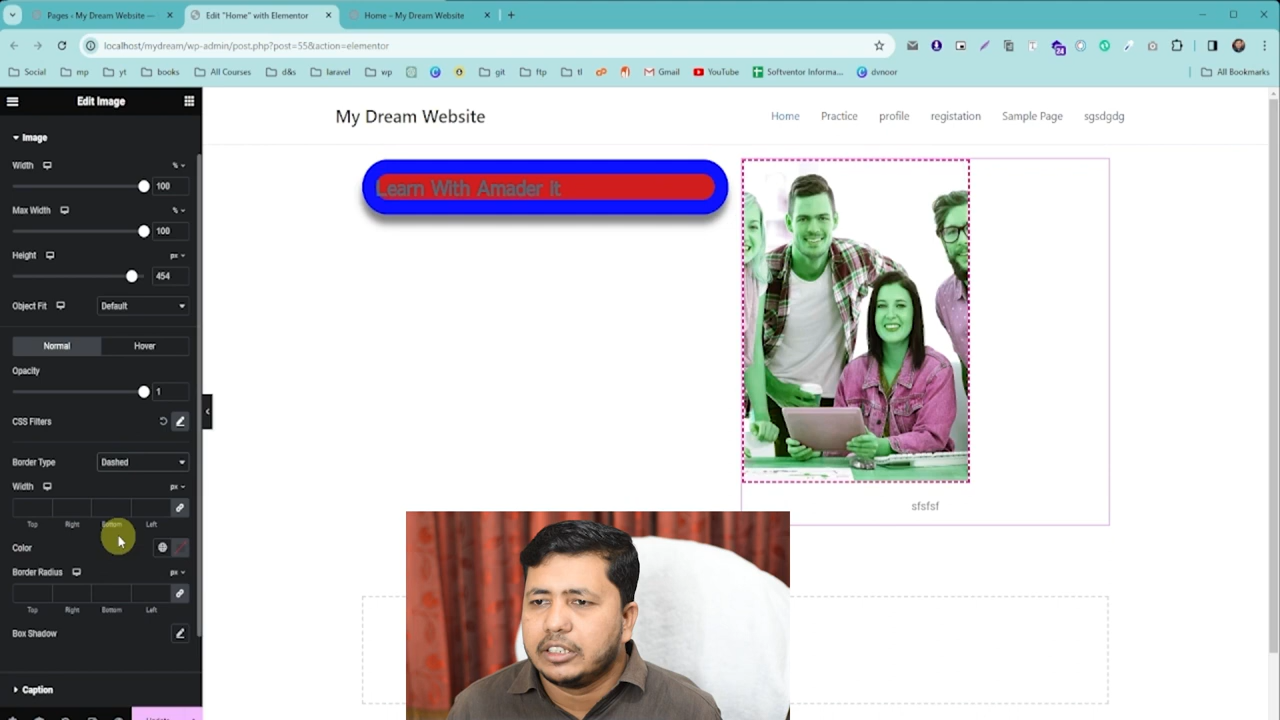 Pages ‹ My Dream Website —
Edit "Home" with Elementor
Home – My Dream Website
localhost/mydream/wp-admin/post.php?post=55&action=elementor
24
Social
mp
yt
books
All Courses
d&s
laravel
wp
git
ftp
tl
Gmail
YouTube
Softventor Informa...
dvnoor
All Bookmarks
Edit Image
Image
Width
%
100
Max Width
%
100
Height
px
454
Object Fit
Default
Normal
Hover
Opacity
1
CSS Filters
Border Type
Dashed
Width
px
Top
Right
Bottom
Left
Color
Border Radius
px
Top
Right
Bottom
Left
Box Shadow
Caption
Update
My Dream Website
Home
Practice
profile
registation
Sample Page
sgsdgdg
Learn With Amader it
sfsfsf